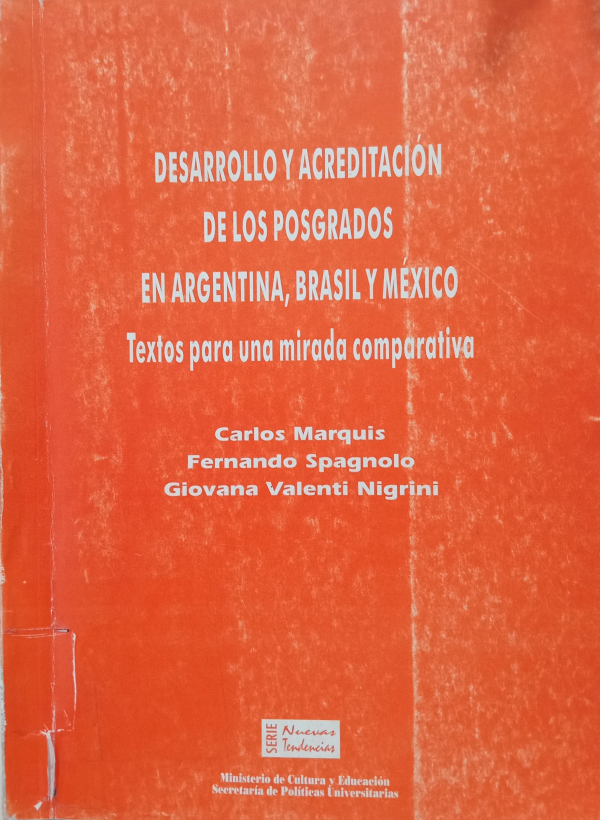 DESARROLLO Y ACREDITACIÓN
DE LOS POSGRADOS
EN ARGENTINA, BRASIL Y MÉXICO
Textos para una mirada comparativa
Carlos Marquis
Fernando Spagnolo
Giovana Valenti Nigrini
SERIE
Nuevas
Tendencias
Ministerio de Cultura y Educación
Secretaría de Políticas Universitarias